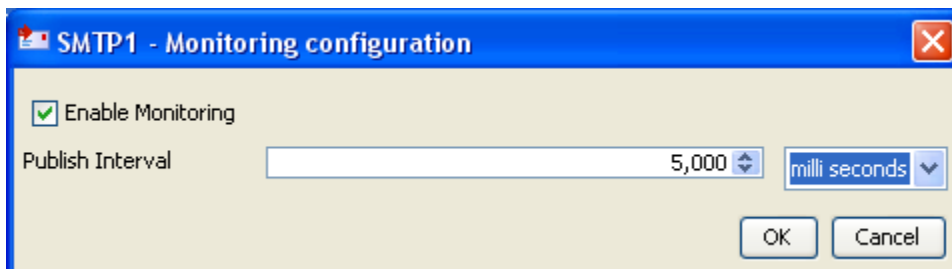 SMTP1 - Monitoring configuration
Enable Monitoring
Publish Interval 5,000 milli seconds
OK Cancel